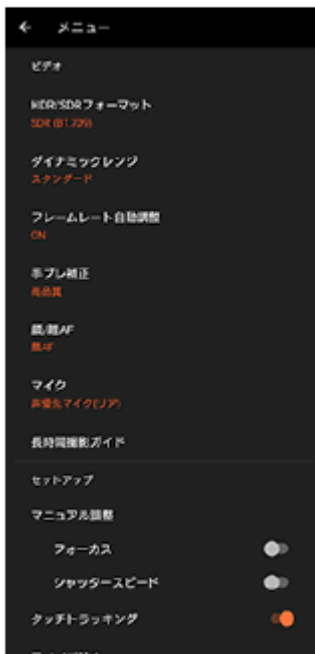 メニュー
ビデオ
HDR/SDRフォーマット
SDR (BT.709)
ダイナミックレンジ
スタンダード
フレームレート自動調整
ON
手ブレ補正
高品質
顔/瞳AF
顔AF
マイク
声優先マイク(リア)
長時間撮影ガイド
セットアップ
マニュアル調整
フォーカス
シャッタースピード
タッチトラッキング